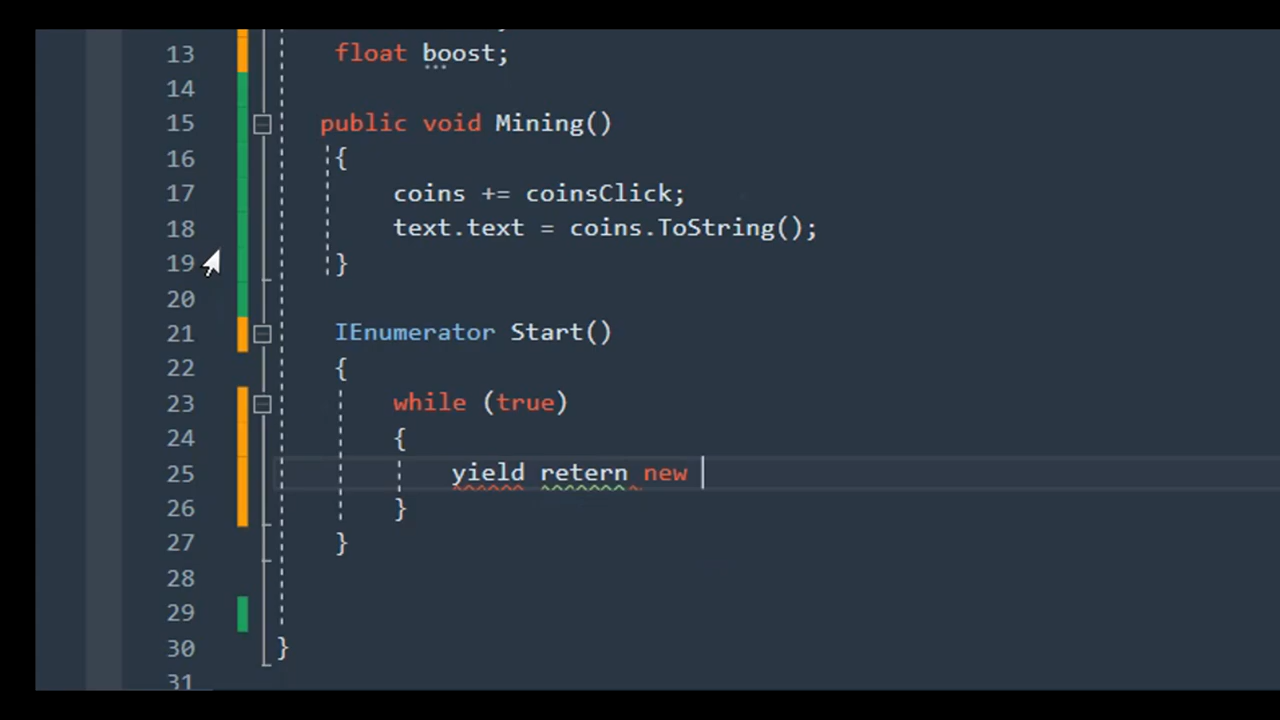 13 float boost;
14
15 public void Mining()
16 {
17 coins += coinsClick;
18 text.text = coins.ToString();
19 }
20
21 IEnumerator Start()
22 {
23 while (true)
24 {
25 yield retern new
26 }
27 }
28
29
30 }
31